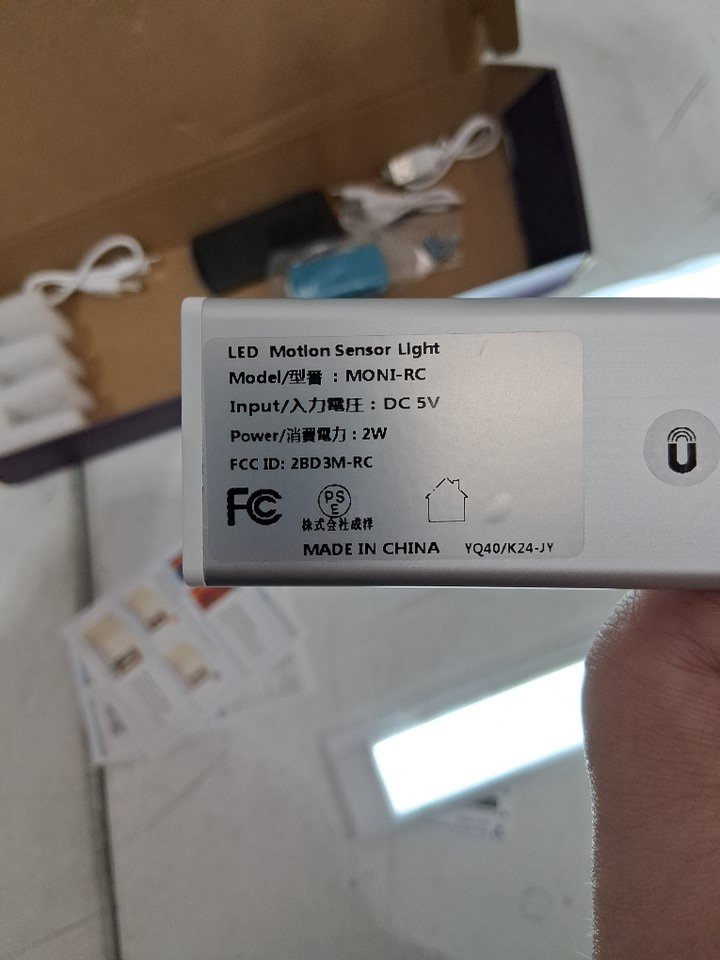 LED Motion Sensor Light
Model/型番 : MONI-RC
Input/入力電圧 : DC 5V
Power/消費電力 : 2W
FCC ID: 2BD3M-RC
FC
PS
E
株式会社成祥
MADE IN CHINA YQ40/K24-JY